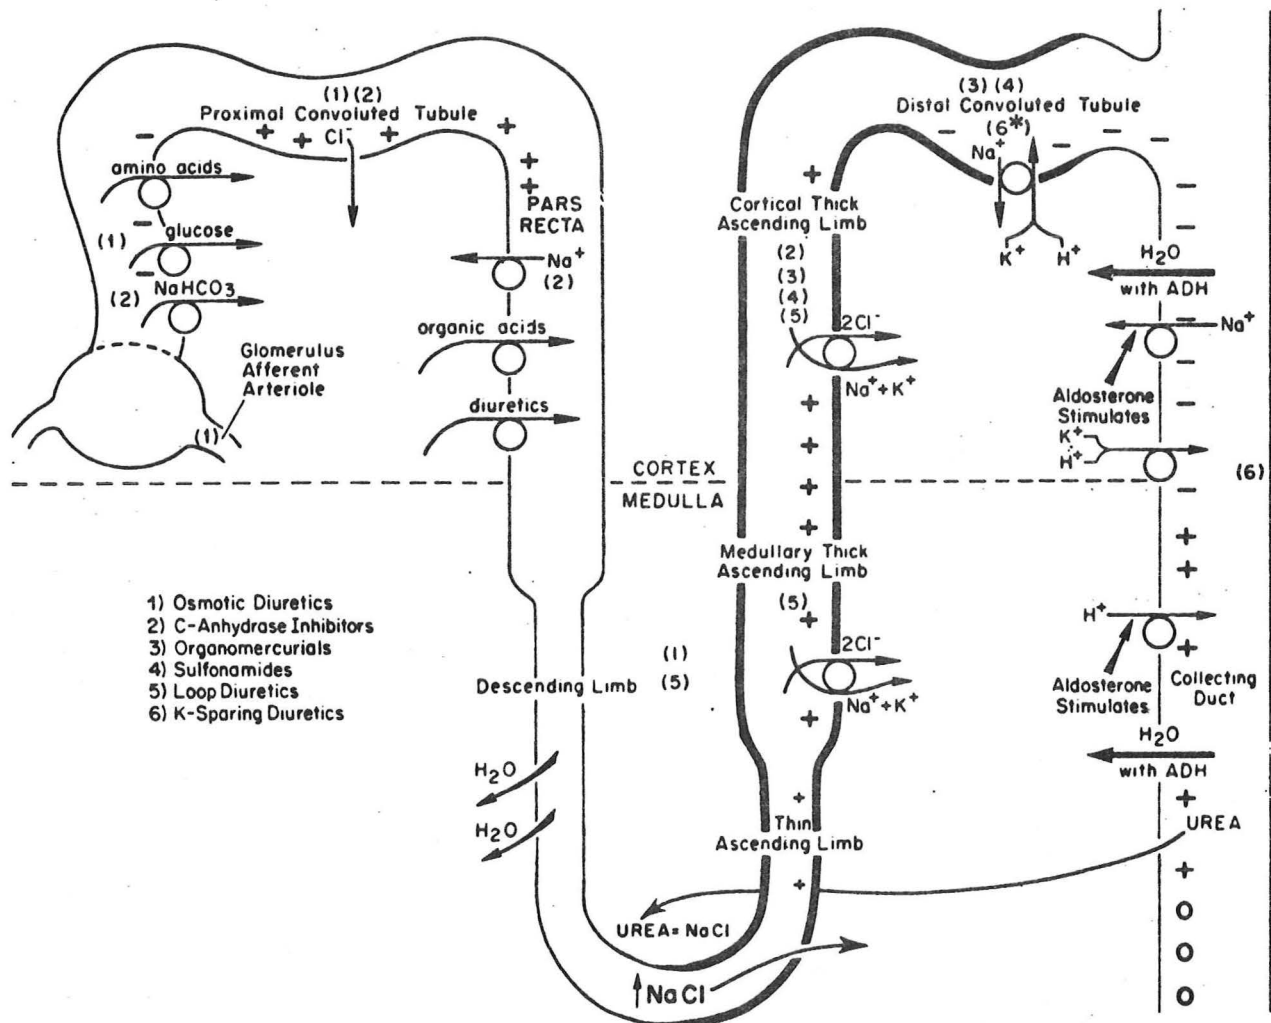 (1) (2)
Proximal Convoluted Tubule
Cl⁻
amino acids
(1) glucose
(2) NaHCO₃
Glomerulus
Afferent
Arteriole
(1)
PARS
RECTA
Na⁺
(2)
organic acids
diuretics
CORTEX
MEDULLA
1) Osmotic Diuretics
2) C-Anhydrase Inhibitors
3) Organomercurials
4) Sulfonamides
5) Loop Diuretics
6) K-Sparing Diuretics
Descending Limb
(1)
(5)
H₂O
H₂O
UREA=NaCl
↑NaCl
Cortical Thick
Ascending Limb
(2)
(3)
(4)
(5)
2Cl⁻
Na⁺+K⁺
Medullary Thick
Ascending Limb
(5)
2Cl⁻
Na⁺+K⁺
Thin
Ascending Limb
(3) (4)
Distal Convoluted Tubule
(6*)
Na⁺
K⁺ H⁺
H₂O
with ADH
Na⁺
Aldosterone
Stimulates
K⁺
H⁺
(6)
H⁺
Aldosterone
Stimulates
Collecting
Duct
H₂O
with ADH
UREA